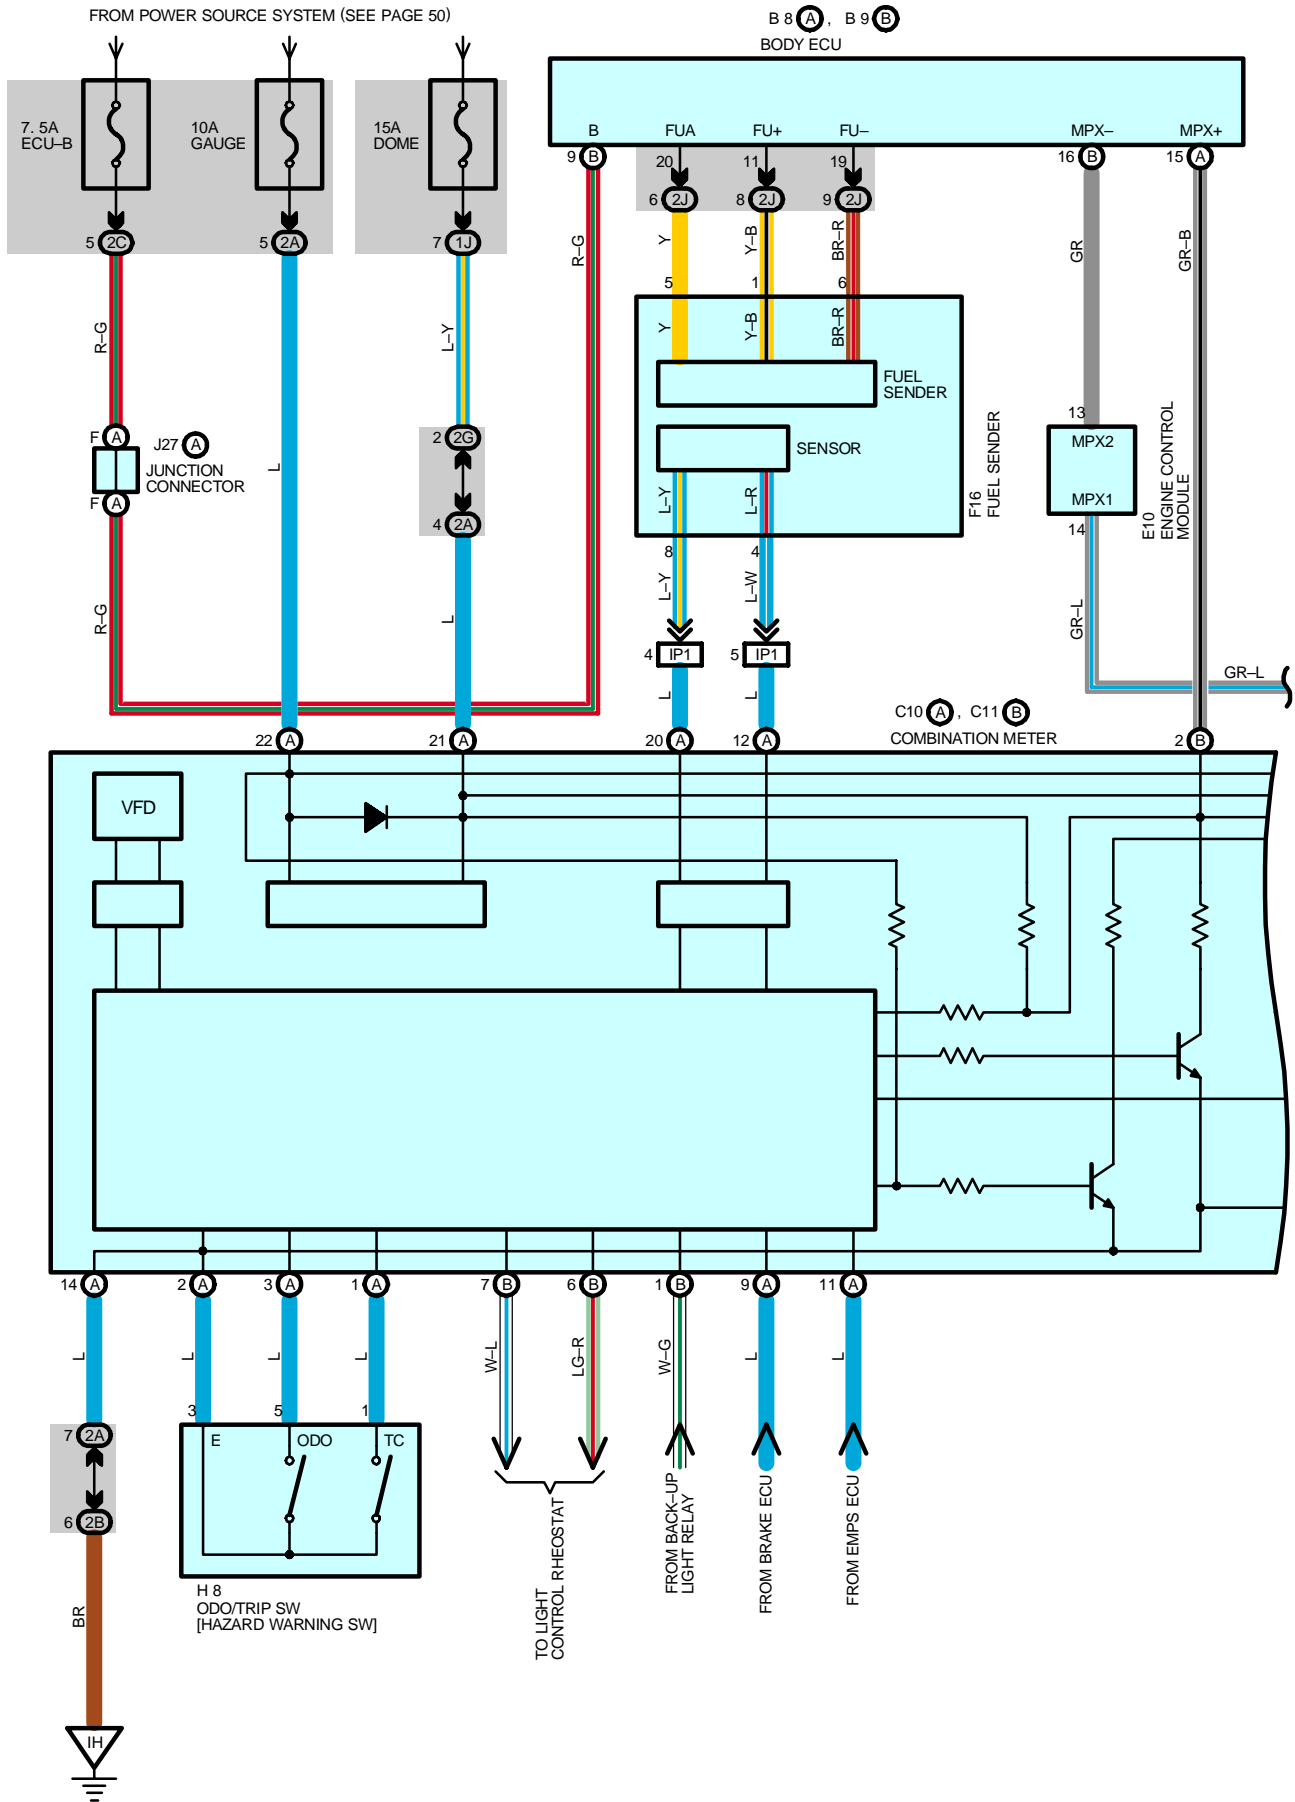 FROM POWER SOURCE SYSTEM (SEE PAGE 50)
B 8 A , B 9 B
BODY ECU
7. 5A
ECU–B
10A
GAUGE
15A
DOME
B
FUA
FU+
FU–
MPX–
MPX+
9 B
20
11
19
16 B
15 A
6 2J
8 2J
9 2J
5 2C
5 2A
7 1J
R–G
Y
Y–B
BR–R
GR
GR–B
5
1
6
R–G
L–Y
Y
Y–B
BR–R
FUEL
SENDER
F A
J27 A
JUNCTION
CONNECTOR
F A
L
2 2G
4 2A
SENSOR
L–Y
L–R
F16
FUEL SENDER
13
MPX2
MPX1
14
E10
ENGINE CONTROL
MODULE
8
4
R–G
L
L–Y
L–W
GR–L
4 IP1
5 IP1
L
L
GR–L
C10 A , C11 B
COMBINATION METER
22 A
21 A
20 A
12 A
2 B
VFD
14 A
2 A
3 A
1 A
7 B
6 B
1 B
9 A
11 A
L
L
L
L
W–L
LG–R
W–G
L
L
3
5
1
7 2A
E
ODO
TC
6 2B
H 8
ODO/TRIP SW
[HAZARD WARNING SW]
TO LIGHT
CONTROL RHEOSTAT
FROM BACK–UP
LIGHT RELAY
FROM BRAKE ECU
FROM EMPS ECU
BR
IH